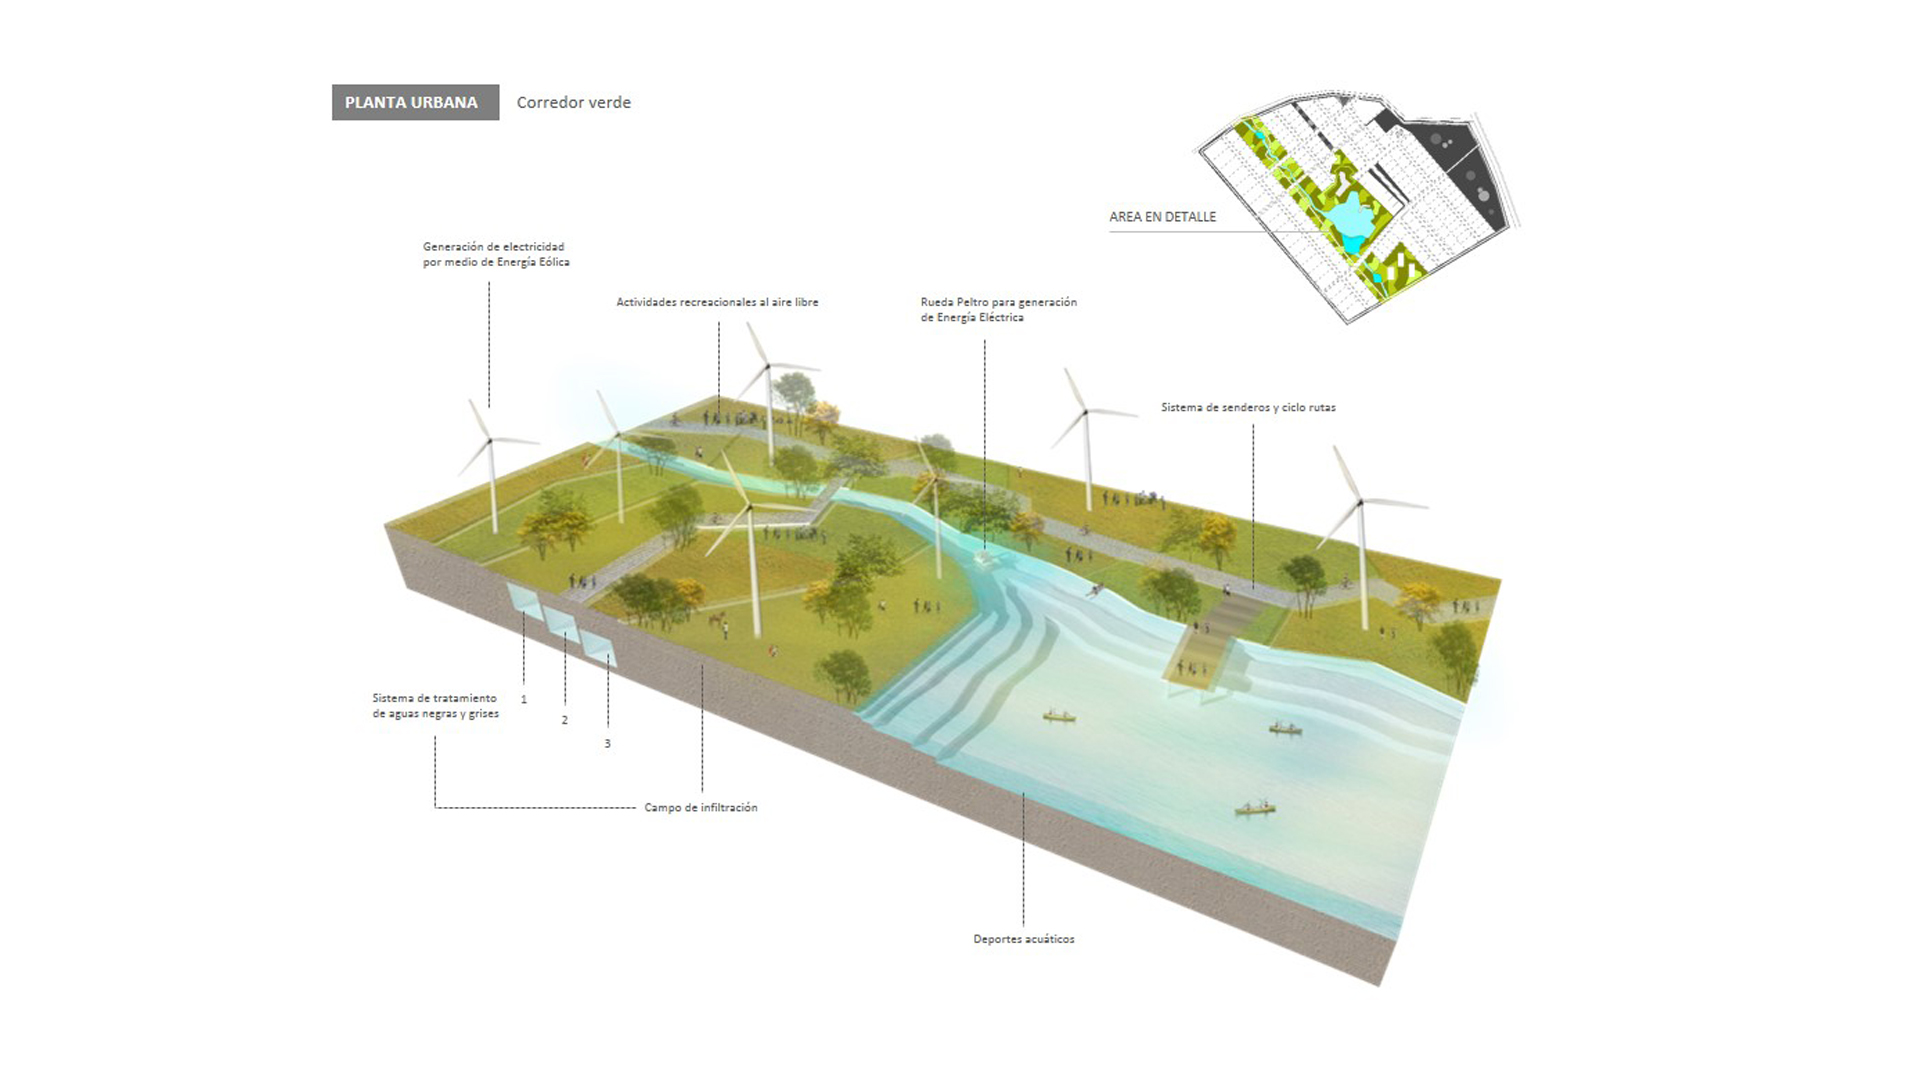 PLANTA URBANA Corredor verde
AREA EN DETALLE
Generación de electricidad
por medio de Energía Eólica
Actividades recreacionales al aire libre
Rueda Peltro para generación
de Energía Eléctrica
Sistema de senderos y ciclo rutas
Sistema de tratamiento
de aguas negras y grises
1
2
3
Campo de infiltración
Deportes acuáticos